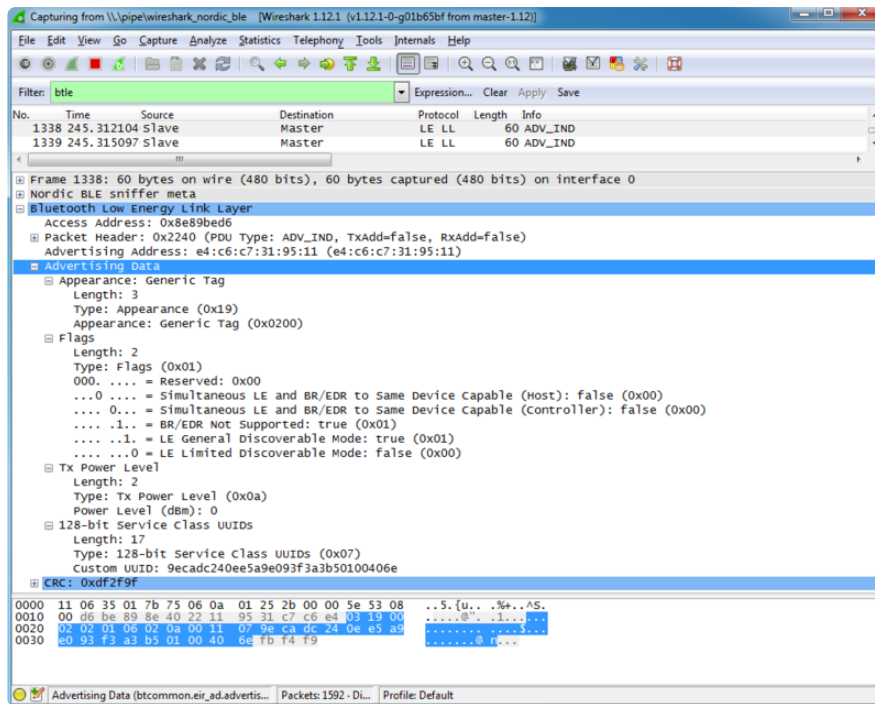 Capturing from \\.\pipe\wireshark_nordic_ble [Wireshark 1.12.1 (v1.12.1-0-g01b65bf from master-1.12)]
File Edit View Go Capture Analyze Statistics Telephony Tools Internals Help
Filter: btle Expression... Clear Apply Save
No. Time Source Destination Protocol Length Info
1338 245.312104 Slave Master LE LL 60 ADV_IND
1339 245.315097 Slave Master LE LL 60 ADV_IND
Frame 1338: 60 bytes on wire (480 bits), 60 bytes captured (480 bits) on interface 0
Nordic BLE sniffer meta
Bluetooth Low Energy Link Layer
Access Address: 0x8e89bed6
Packet Header: 0x2240 (PDU Type: ADV_IND, TxAdd=false, RxAdd=false)
Advertising Address: e4:c6:c7:31:95:11 (e4:c6:c7:31:95:11)
Advertising Data
Appearance: Generic Tag
Length: 3
Type: Appearance (0x19)
Appearance: Generic Tag (0x0200)
Flags
Length: 2
Type: Flags (0x01)
000. .... = Reserved: 0x00
...0 .... = Simultaneous LE and BR/EDR to Same Device Capable (Host): false (0x00)
.... 0... = Simultaneous LE and BR/EDR to Same Device Capable (Controller): false (0x00)
.... .1.. = BR/EDR Not Supported: true (0x01)
.... ..1. = LE General Discoverable Mode: true (0x01)
.... ...0 = LE Limited Discoverable Mode: false (0x00)
Tx Power Level
Length: 2
Type: Tx Power Level (0x0a)
Power Level (dBm): 0
128-bit Service Class UUIDs
Length: 17
Type: 128-bit Service Class UUIDs (0x07)
Custom UUID: 9ecadc240ee5a9e093f3a3b50100406e
CRC: 0xdf2f9f
0000 11 06 35 01 7b 75 06 0a 01 25 2b 00 00 5e 53 08 ..5.{u.. .%+..^S.
0010 00 d6 be 89 8e 40 22 11 95 31 c7 c6 e4 03 19 00 .....@". .1......
0020 02 02 01 06 02 0a 00 11 07 9e ca dc 24 0e e5 a9 ........ ....$...
0030 e0 93 f3 a3 b5 01 00 40 6e fb f4 f9 .......@ n...
Advertising Data (btcommon.eir_ad.advertis... Packets: 1592 · Di... Profile: Default